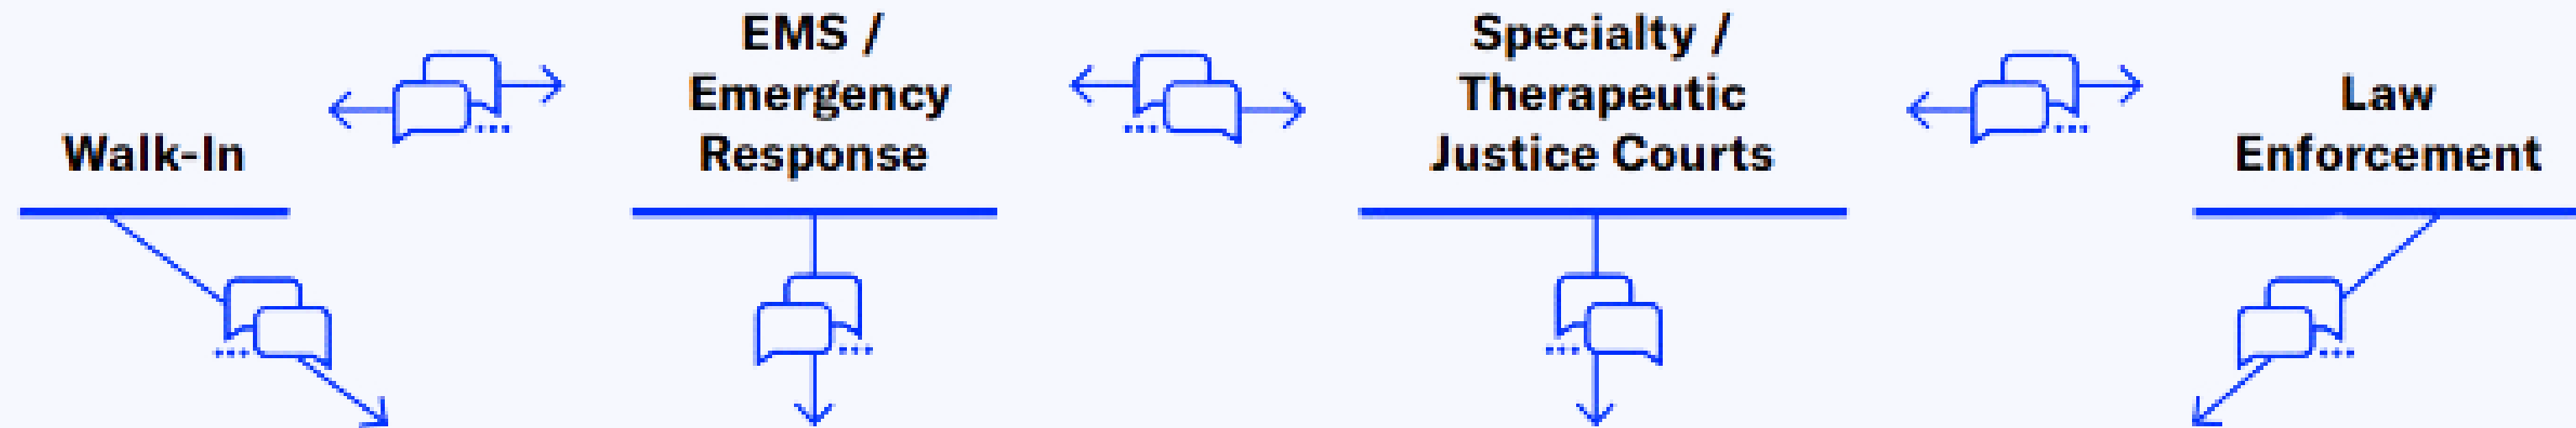 Walk-In
EMS /
Emergency
Response
Specialty /
Therapeutic
Justice Courts
Law
Enforcement